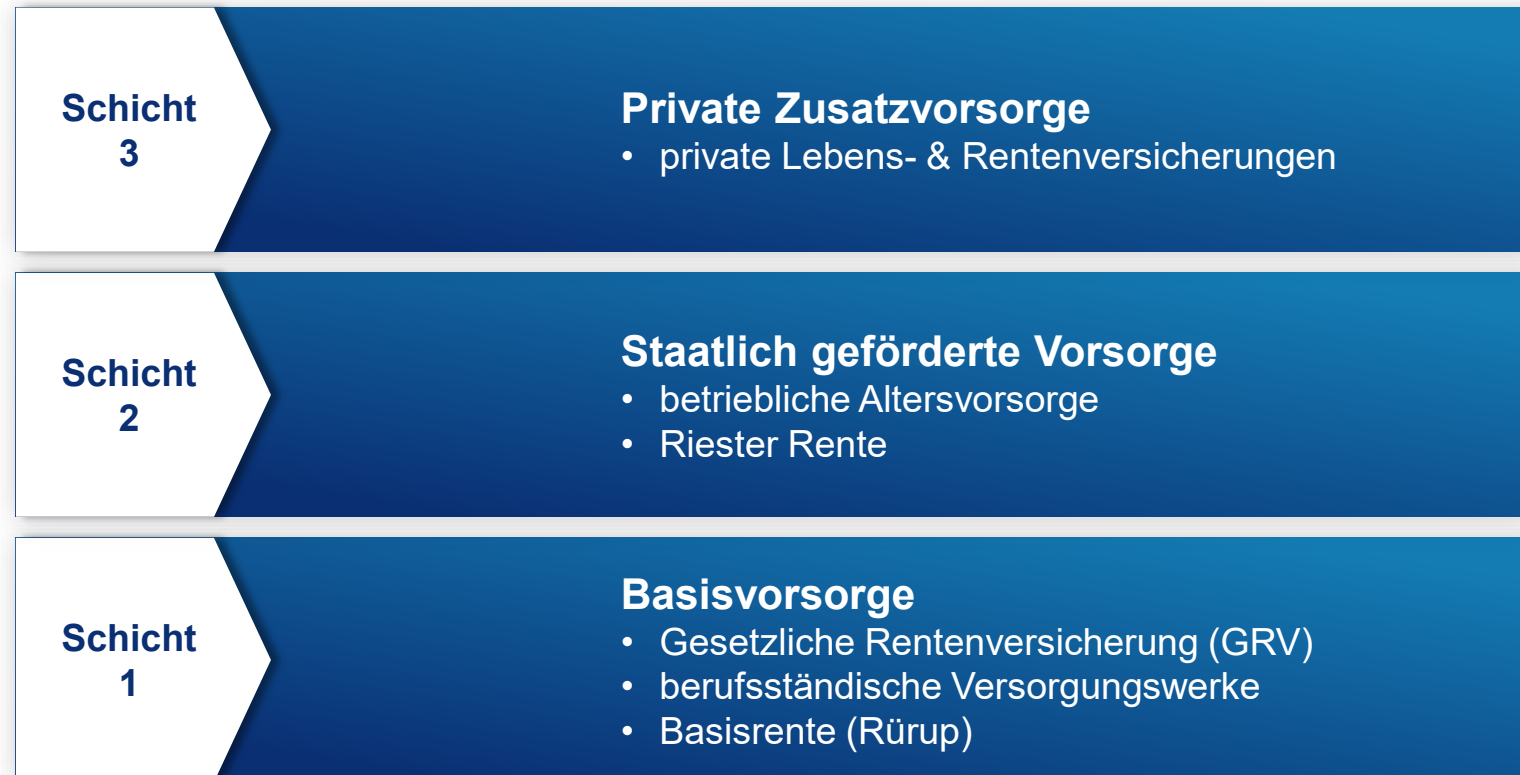 Schicht
3
Private Zusatzvorsorge
• private Lebens- & Rentenversicherungen
Schicht
2
Staatlich geförderte Vorsorge
• betriebliche Altersvorsorge
• Riester Rente
Schicht
1
Basisvorsorge
• Gesetzliche Rentenversicherung (GRV)
• berufsständische Versorgungswerke
• Basisrente (Rürup)